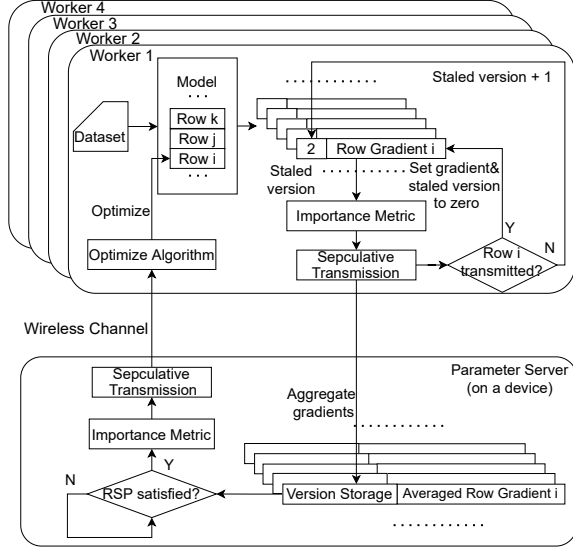 Worker 4
Worker 3
Worker 2
Worker 1
Model
. . .
Row k
Row j
Row i
. . .
Dataset
Optimize
Optimize Algorithm
Staled version + 1
2
Row Gradient i
Staled
version
Set gradient&
staled version
to zero
Importance Metric
Sepculative
Transmission
Row i
transmitted?
Y
N
Wireless Channel
Parameter Server
(on a device)
Sepculative
Transmission
Aggregate
gradients
Importance Metric
N
Y
RSP satisfied?
Version Storage
Averaged Row Gradient i